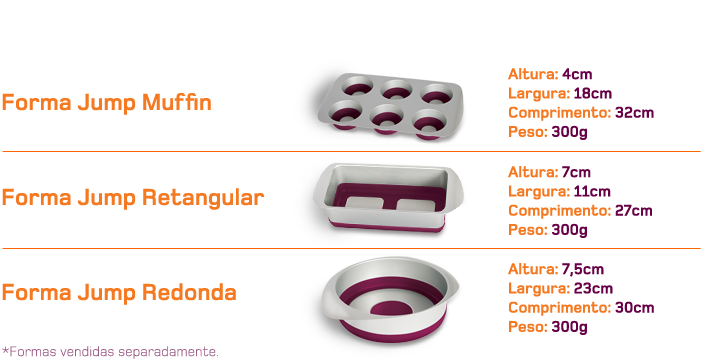 Forma Jump Muffin
Altura: 4cm
Largura: 18cm
Comprimento: 32cm
Peso: 300g
Forma Jump Retangular
Altura: 7cm
Largura: 11cm
Comprimento: 27cm
Peso: 300g
Forma Jump Redonda
Altura: 7,5cm
Largura: 23cm
Comprimento: 30cm
Peso: 300g
*Formas vendidas separadamente.